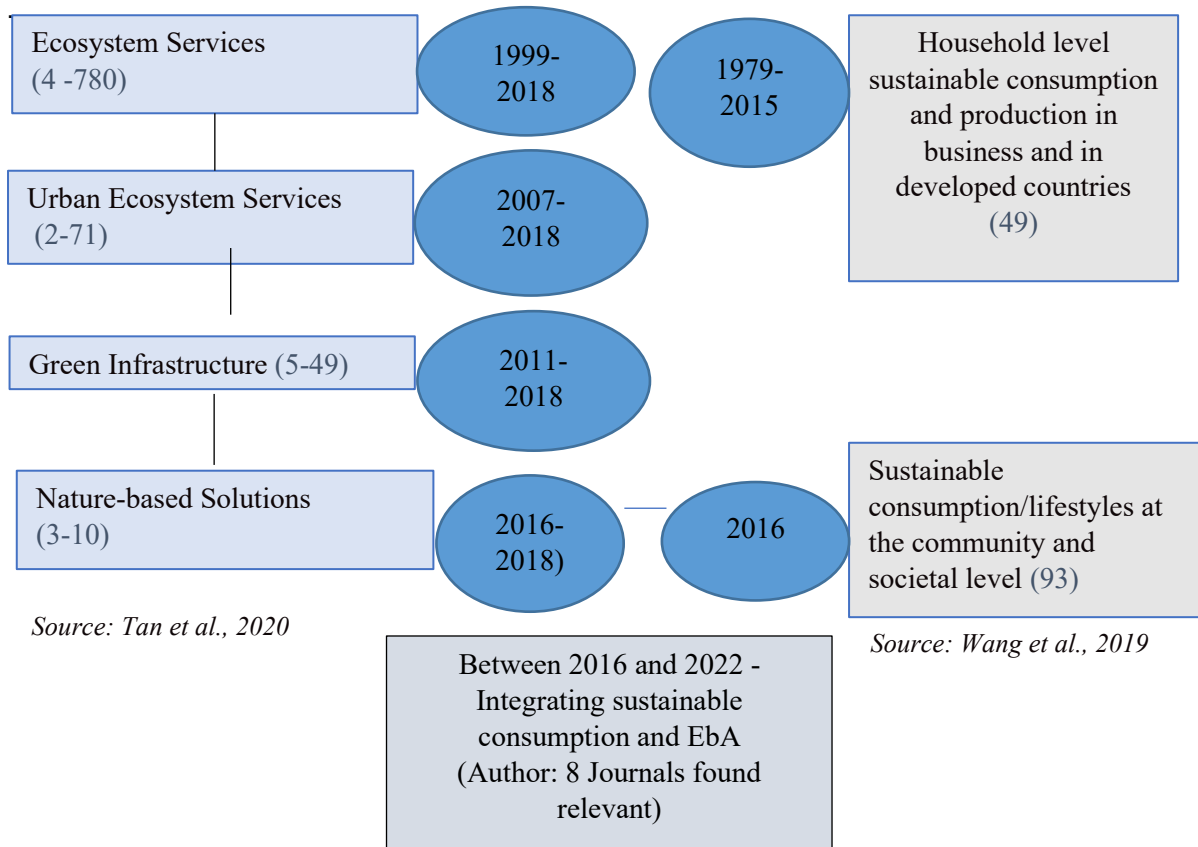 Ecosystem Services
(4 -780)
1999-
2018
1979-
2015
Household level
sustainable consumption
and production in
business and in
developed countries
(49)
Urban Ecosystem Services
(2-71)
2007-
2018
Green Infrastructure (5-49)
2011-
2018
Nature-based Solutions
(3-10)
2016-
2018)
2016
Sustainable
consumption/lifestyles at
the community and
societal level (93)
Source: Tan et al., 2020
Source: Wang et al., 2019
Between 2016 and 2022 -
Integrating sustainable
consumption and EbA
(Author: 8 Journals found
relevant)